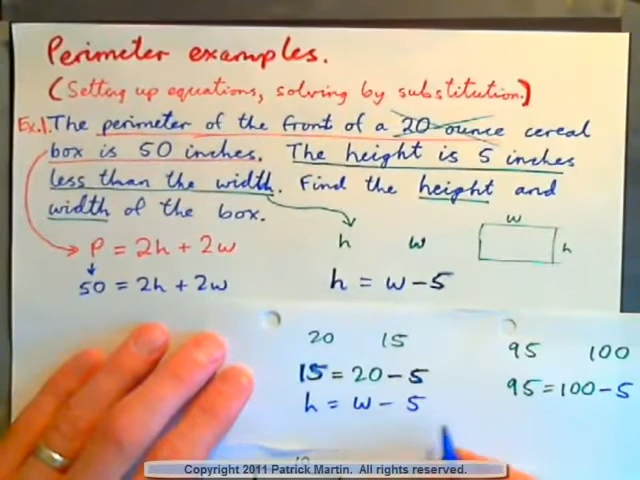 Perimeter examples.
(Setting up equations, solving by substitution.)
Ex.1. The perimeter of the front of a 20 ounce cereal
box is 50 inches. The height is 5 inches
less than the width. Find the height and
width of the box.
P = 2h + 2w
h w
w
h
50 = 2h + 2w
h = w - 5
20 15
15 = 20 - 5
h = w - 5
95 100
95 = 100 - 5
Copyright 2011 Patrick Martin. All rights reserved.